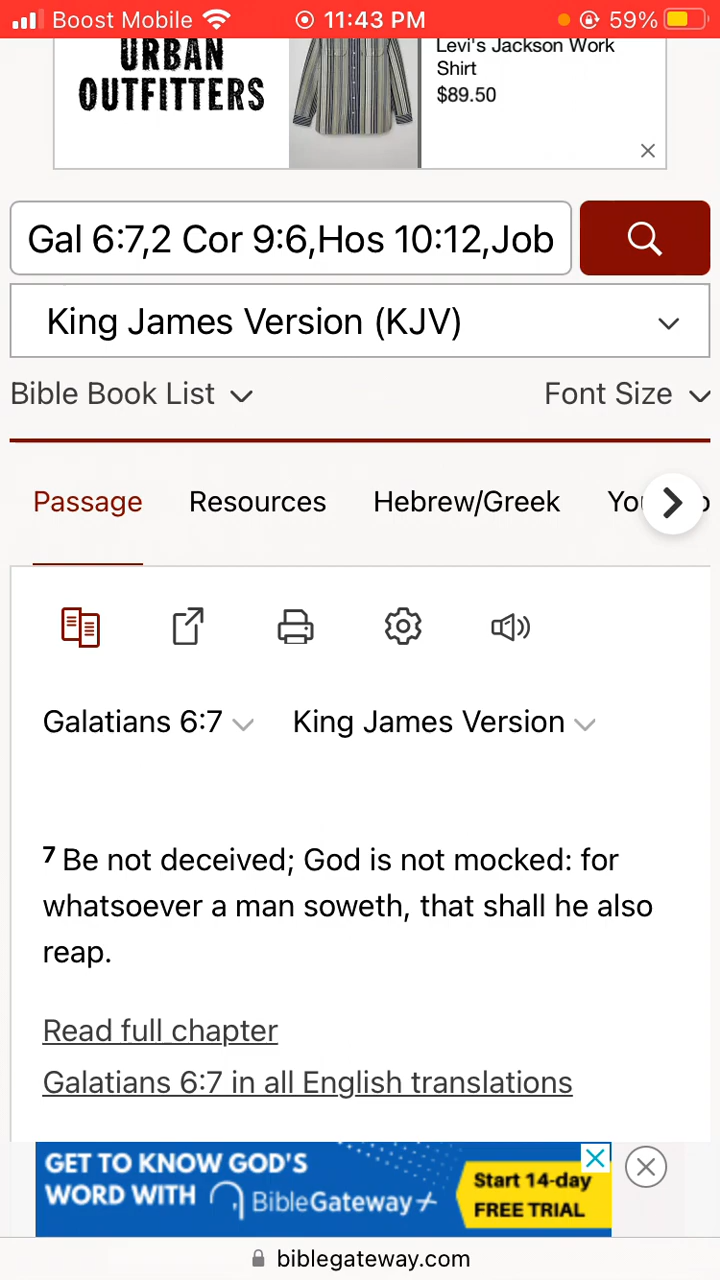 Boost Mobile 11:43 PM 59%
URBAN
OUTFITTERS
Levi's Jackson Work
Shirt
$89.50
Gal 6:7,2 Cor 9:6,Hos 10:12,Job
King James Version (KJV)
Bible Book List Font Size
Passage Resources Hebrew/Greek You
Galatians 6:7 King James Version
7 Be not deceived; God is not mocked: for
whatsoever a man soweth, that shall he also
reap.
Read full chapter
Galatians 6:7 in all English translations
GET TO KNOW GOD'S
WORD WITH BibleGateway+
Start 14-day
FREE TRIAL
biblegateway.com